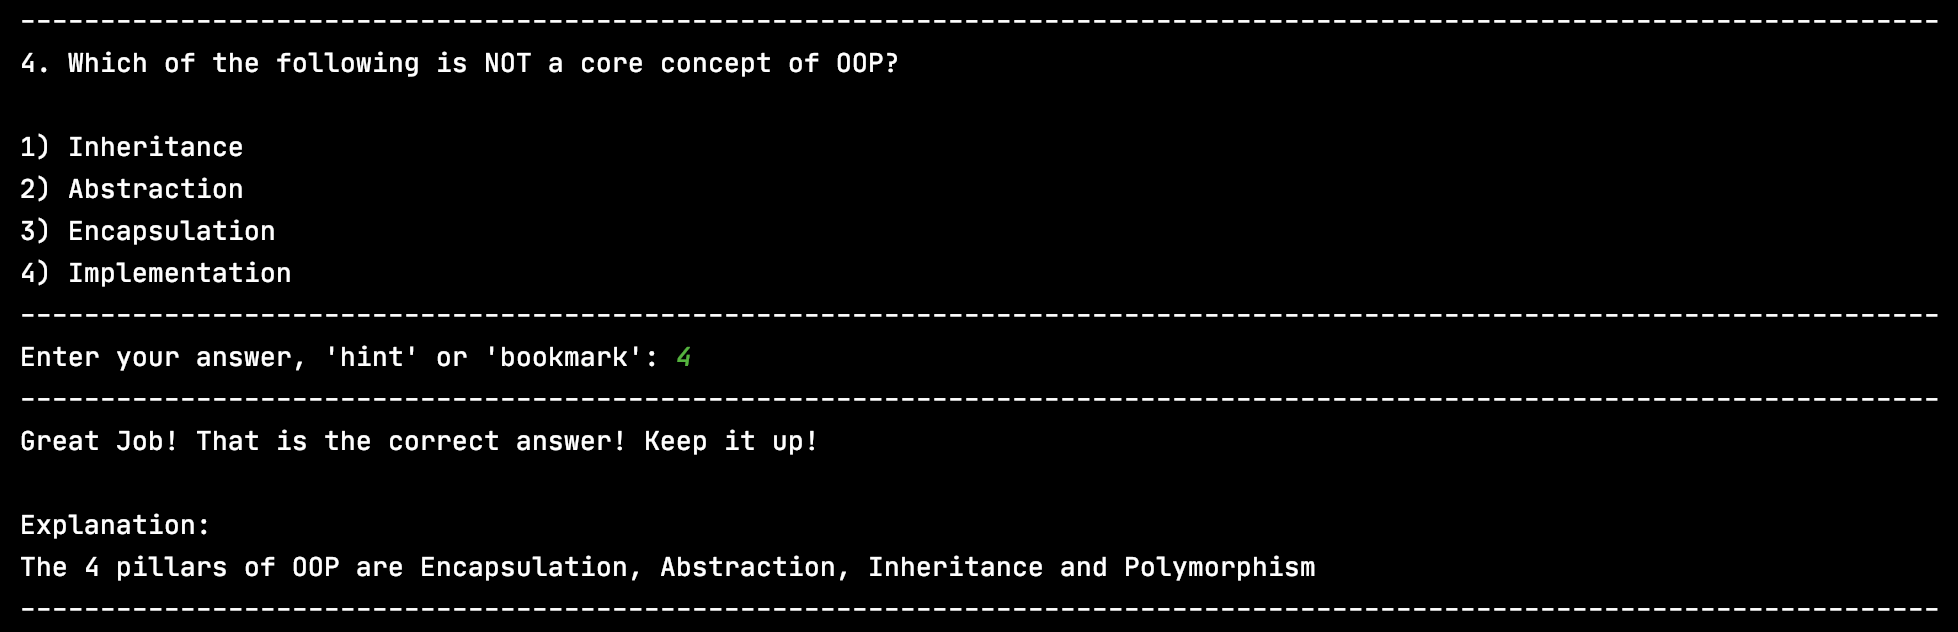 ------------------------------------------------------------------------------------------------------------------------
4. Which of the following is NOT a core concept of OOP?
1) Inheritance
2) Abstraction
3) Encapsulation
4) Implementation
------------------------------------------------------------------------------------------------------------------------
Enter your answer, 'hint' or 'bookmark': 4
------------------------------------------------------------------------------------------------------------------------
Great Job! That is the correct answer! Keep it up!
Explanation:
The 4 pillars of OOP are Encapsulation, Abstraction, Inheritance and Polymorphism
------------------------------------------------------------------------------------------------------------------------